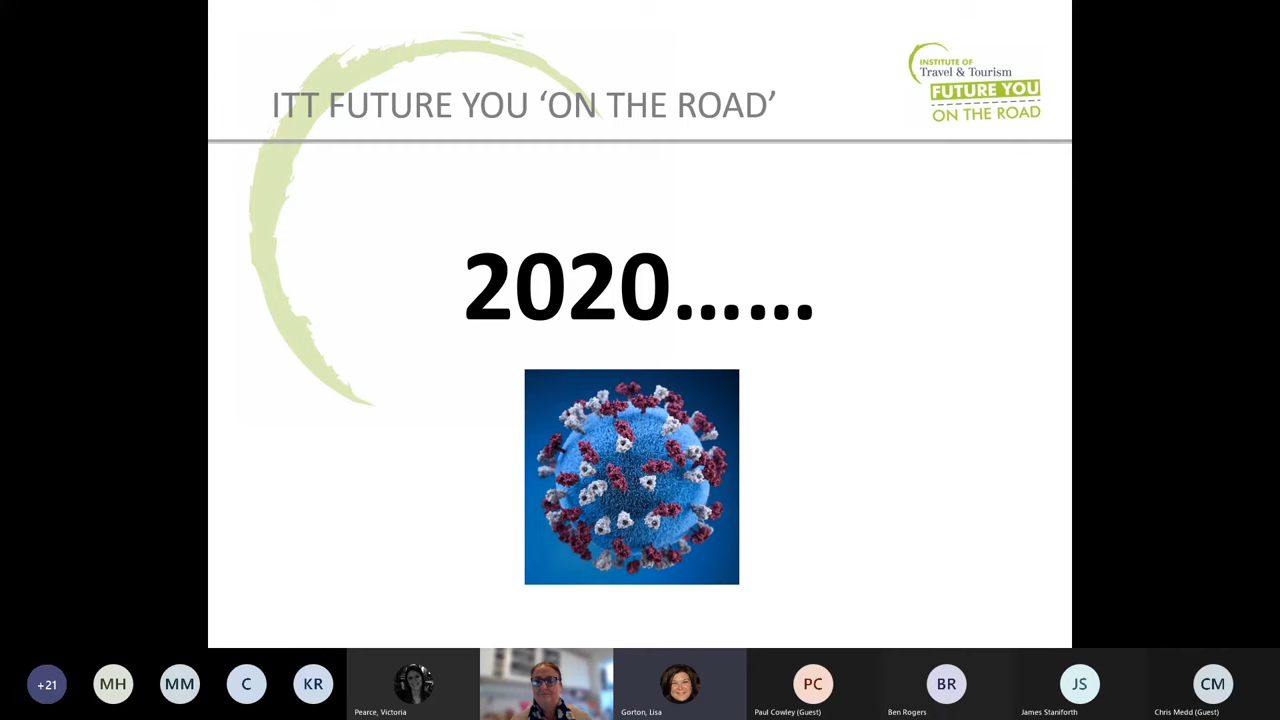 ITT FUTURE YOU ‘ON THE ROAD’
INSTITUTE OF
Travel & Tourism
FUTURE YOU
ON THE ROAD
2020......
+21
MH
MM
C
KR
Pearce, Victoria
Gorton, Lisa
PC
Paul Cowley (Guest)
BR
Ben Rogers
JS
James Staniforth
CM
Chris Medd (Guest)